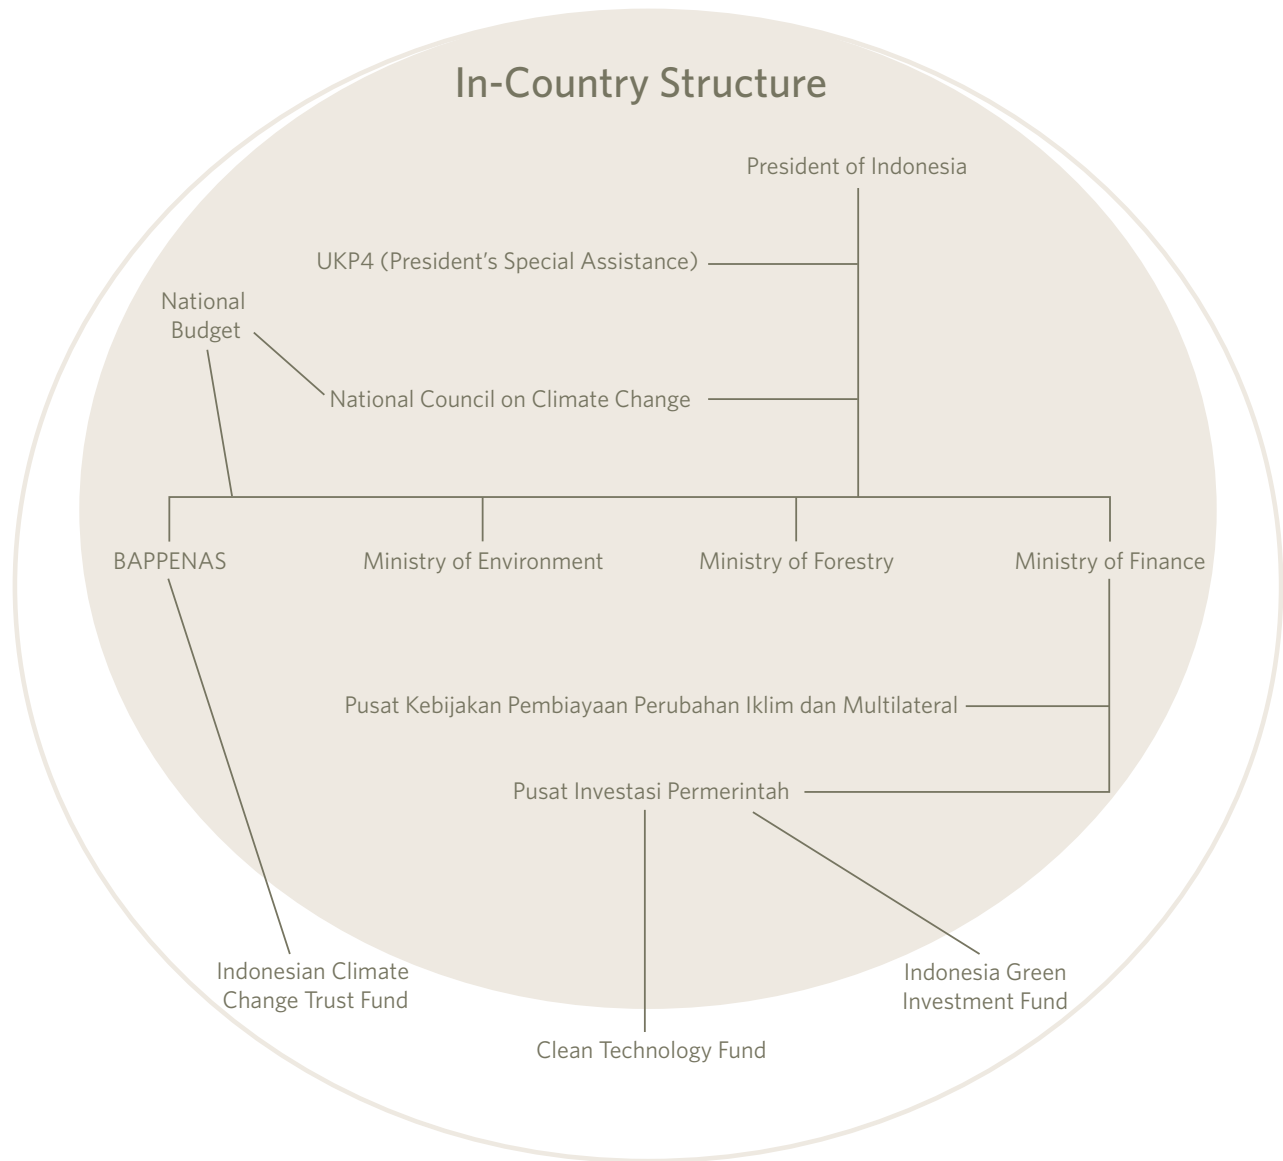 In-Country Structure
President of Indonesia
UKP4 (President's Special Assistance)
National
Budget
National Council on Climate Change
BAPPENAS
Ministry of Environment
Ministry of Forestry
Ministry of Finance
Pusat Kebijakan Pembiayaan Perubahan Iklim dan Multilateral
Pusat Investasi Permerintah
Indonesian Climate
Change Trust Fund
Indonesia Green
Investment Fund
Clean Technology Fund